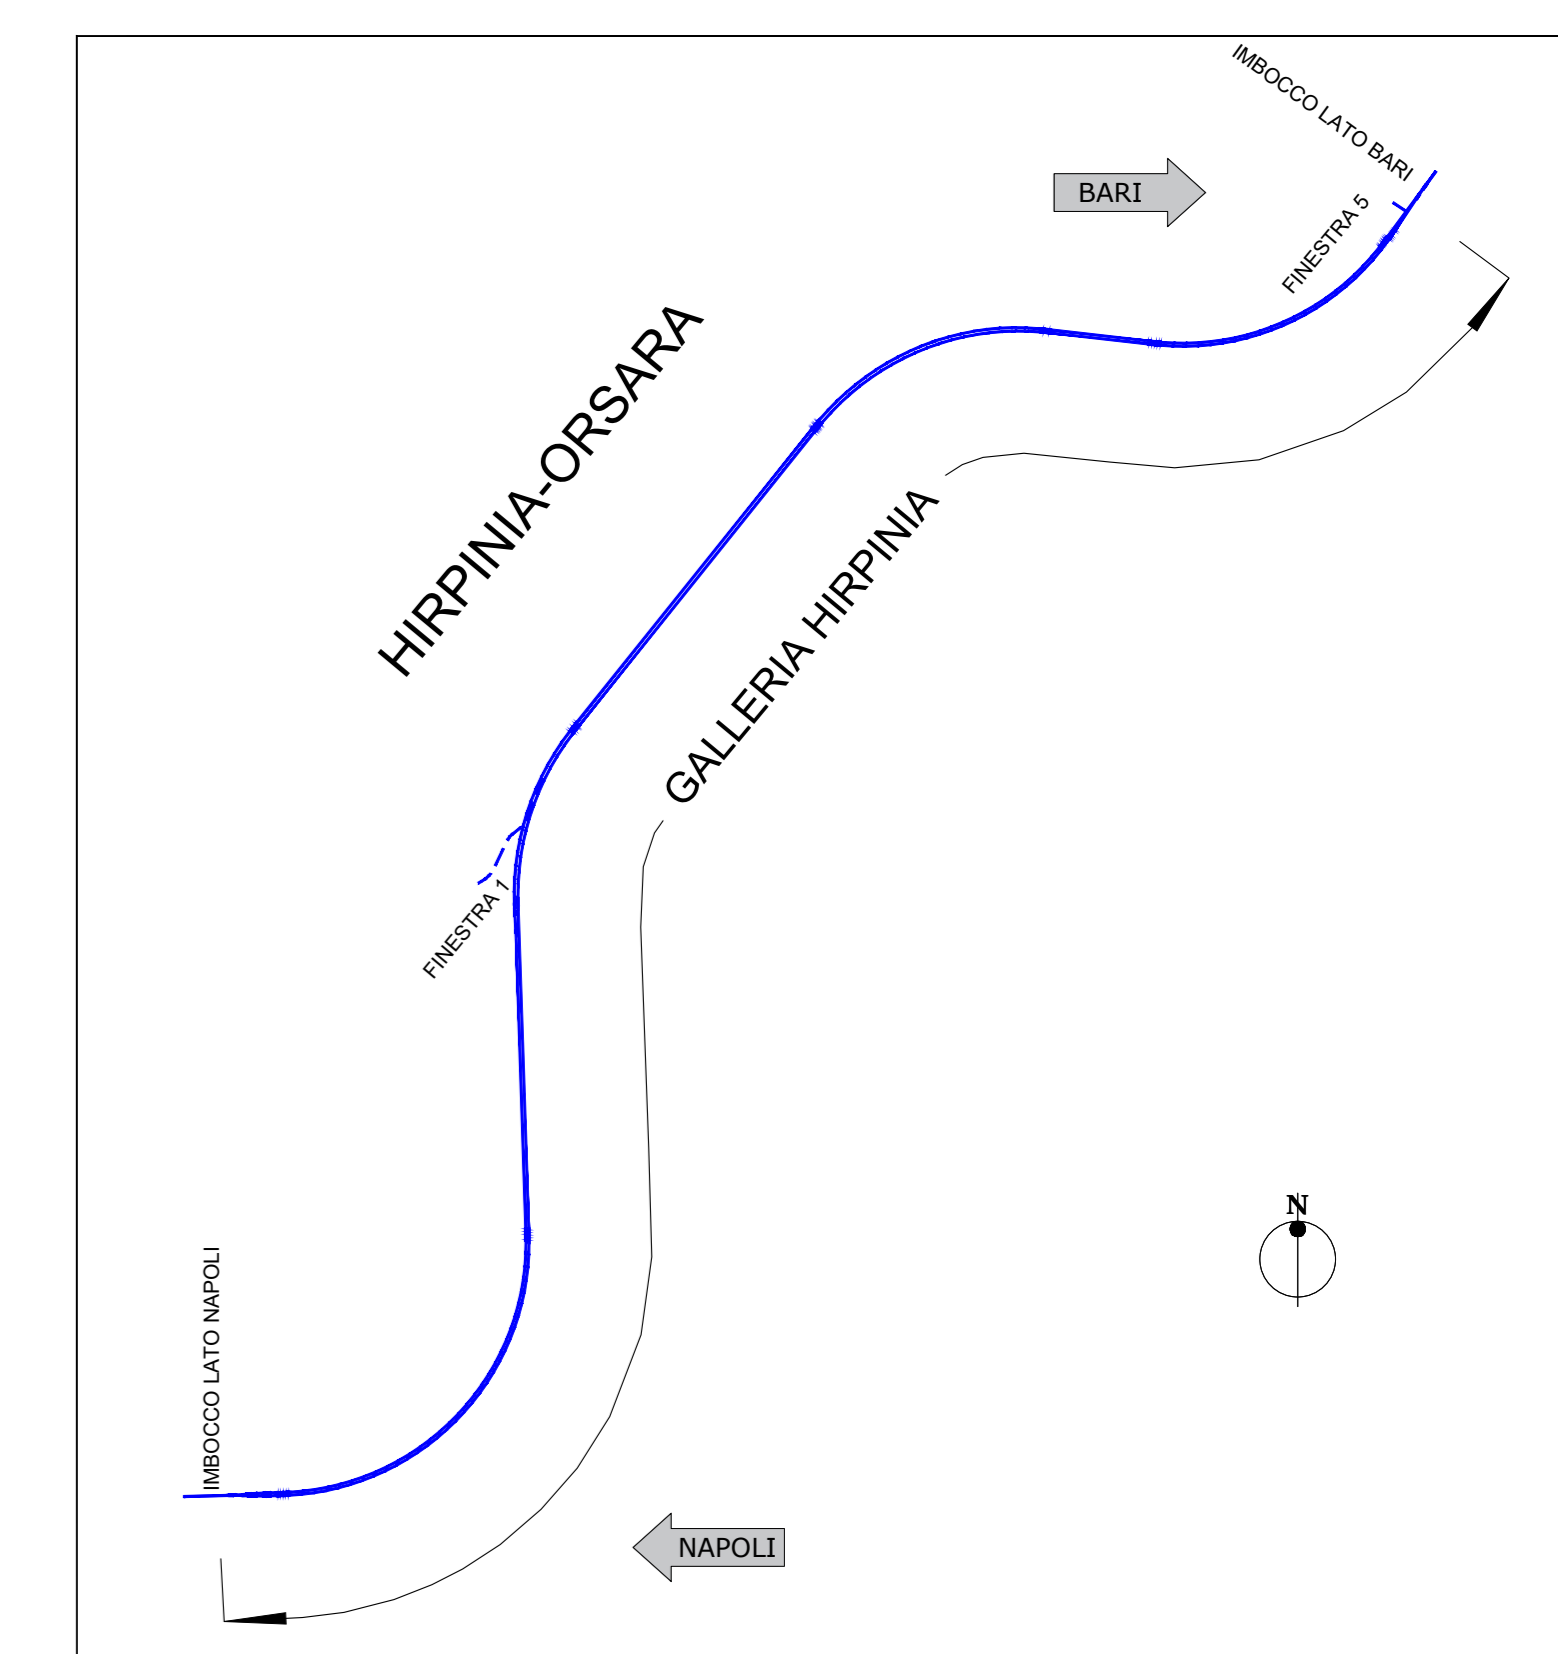 IMBOCCO LATO BARI
BARI
FINESTRA 5
HIRPINIA-ORSARA
GALLERIA HIRPINIA
FINESTRA 1
N
IMBOCCO LATO NAPOLI
NAPOLI